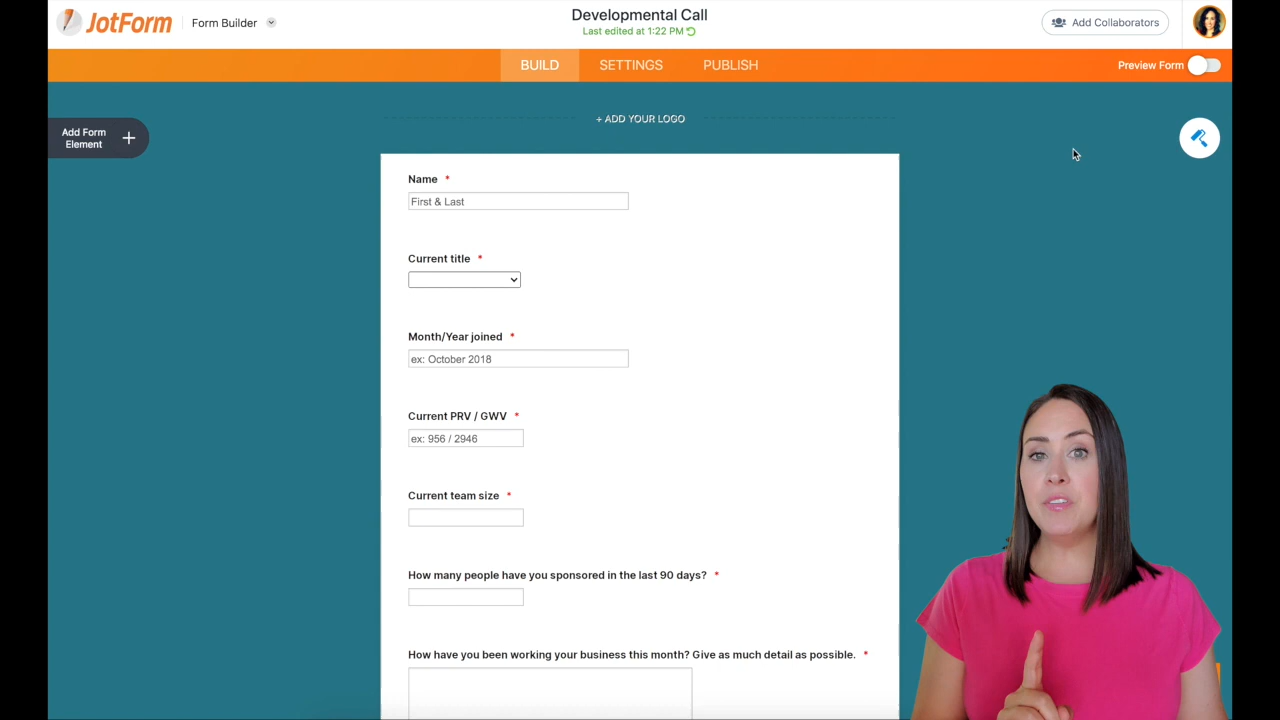 JotForm
Form Builder
Developmental Call
Last edited at 1:22 PM
Add Collaborators
BUILD
SETTINGS
PUBLISH
Preview Form
Add Form
Element
+ ADD YOUR LOGO
Name *
First & Last
Current title *
Month/Year joined *
ex: October 2018
Current PRV / GWV *
ex: 956 / 2946
Current team size *
How many people have you sponsored in the last 90 days? *
How have you been working your business this month? Give as much detail as possible. *